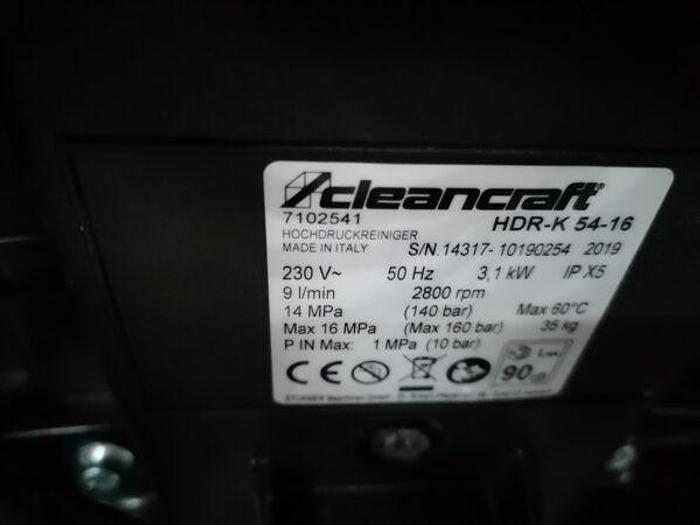 cleancraft®
7102541 HDR-K 54-16
HOCHDRUCKREINIGER
MADE IN ITALY S/N.14317- 10190254 2019
230 V~ 50 Hz 3,1 kW IP X5
9 l/min 2800 rpm
14 MPa (140 bar) Max 60°C
Max 16 MPa (Max 160 bar) 35 kg
P IN Max: 1 MPa (10 bar)
CE
90 dB